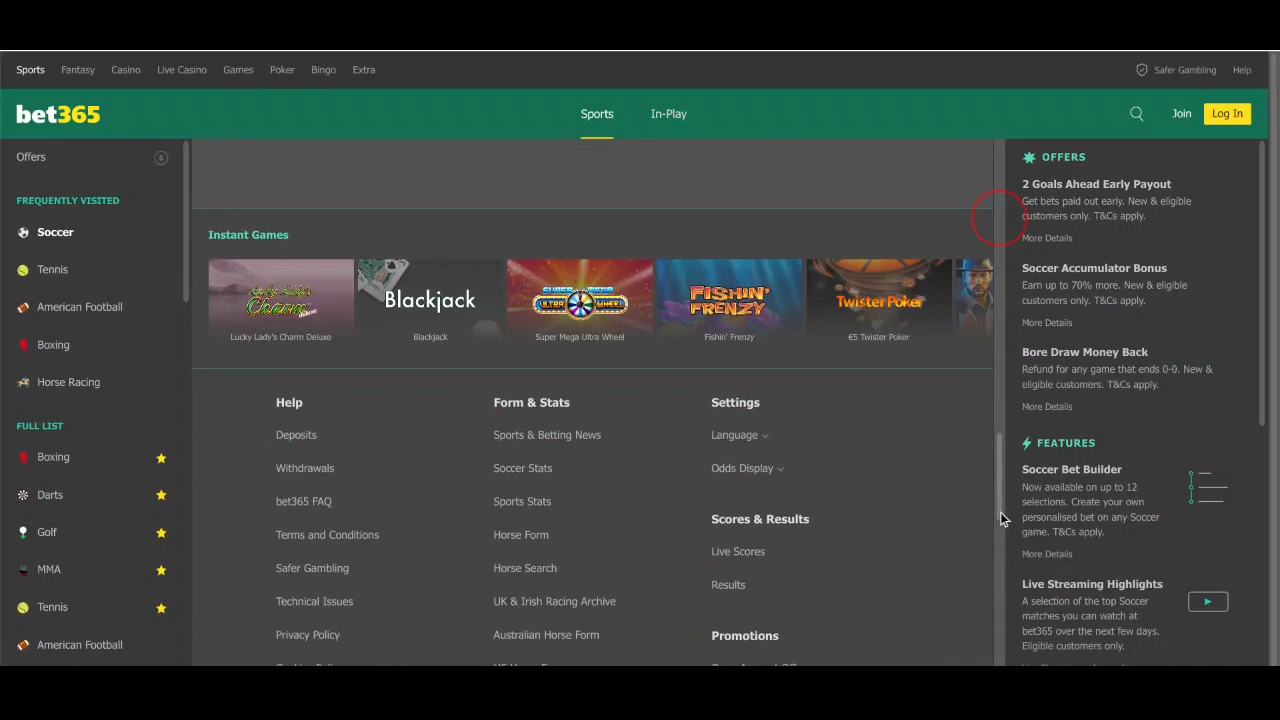 Sports Fantasy Casino Live Casino Games Poker Bingo Extra Safer Gambling Help
bet365 Sports In-Play Join Log In
Offers 5
FREQUENTLY VISITED
Soccer
Tennis
American Football
Boxing
Horse Racing
FULL LIST
Boxing
Darts
Golf
MMA
Tennis
American Football
Instant Games
Lucky Lady's Charm deluxe
Blackjack
SUPER MEGA
ULTRA WHEEL
FISHIN'
FRENZY
Twister Poker
Lucky Lady's Charm Deluxe
Blackjack
Super Mega Ultra Wheel
Fishin' Frenzy
€5 Twister Poker
Help
Deposits
Withdrawals
bet365 FAQ
Terms and Conditions
Safer Gambling
Technical Issues
Privacy Policy
Form & Stats
Sports & Betting News
Soccer Stats
Sports Stats
Horse Form
Horse Search
UK & Irish Racing Archive
Australian Horse Form
Settings
Language
Odds Display
Scores & Results
Live Scores
Results
Promotions
OFFERS
2 Goals Ahead Early Payout
Get bets paid out early. New & eligible
customers only. T&Cs apply.
More Details
Soccer Accumulator Bonus
Earn up to 70% more. New & eligible
customers only. T&Cs apply.
More Details
Bore Draw Money Back
Refund for any game that ends 0-0. New &
eligible customers. T&Cs apply.
More Details
FEATURES
Soccer Bet Builder
Now available on up to 12
selections. Create your own
personalised bet on any Soccer
game. T&Cs apply.
More Details
Live Streaming Highlights
A selection of the top Soccer
matches you can watch at
bet365 over the next few days.
Eligible customers only.